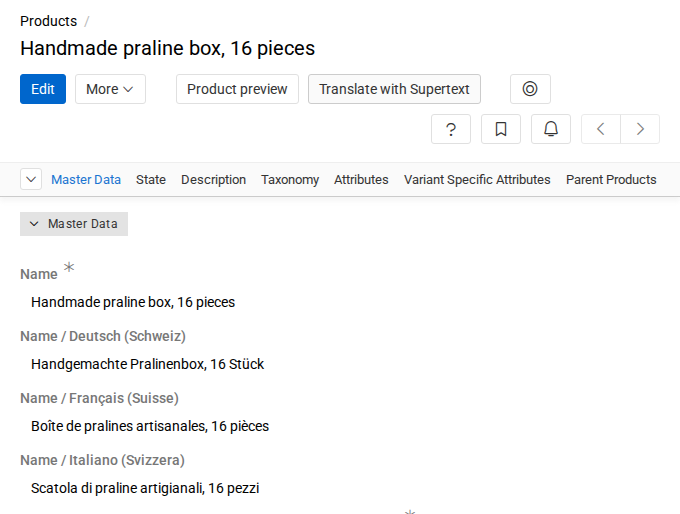 Products /
Handmade praline box, 16 pieces
Edit More Product preview Translate with Supertext
?
Master Data State Description Taxonomy Attributes Variant Specific Attributes Parent Products
Master Data
Name *
Handmade praline box, 16 pieces
Name / Deutsch (Schweiz)
Handgemachte Pralinenbox, 16 Stück
Name / Français (Suisse)
Boîte de pralines artisanales, 16 pièces
Name / Italiano (Svizzera)
Scatola di praline artigianali, 16 pezzi